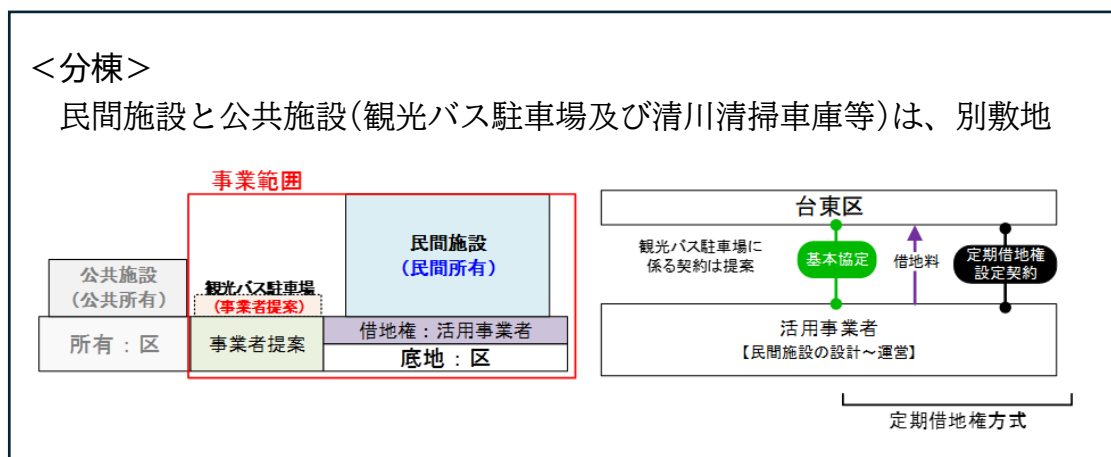 ＜分棟＞
民間施設と公共施設(観光バス駐車場及び清川清掃車庫等)は、別敷地
事業範囲
公共施設
(公共所有)
所有：区
観光バス駐車場
(事業者提案)
事業者提案
民間施設
(民間所有)
借地権：活用事業者
底地：区
台東区
観光バス駐車場に
係る契約は提案
基本協定
借地料
定期借地権
設定契約
活用事業者
【民間施設の設計～運営】
定期借地権方式